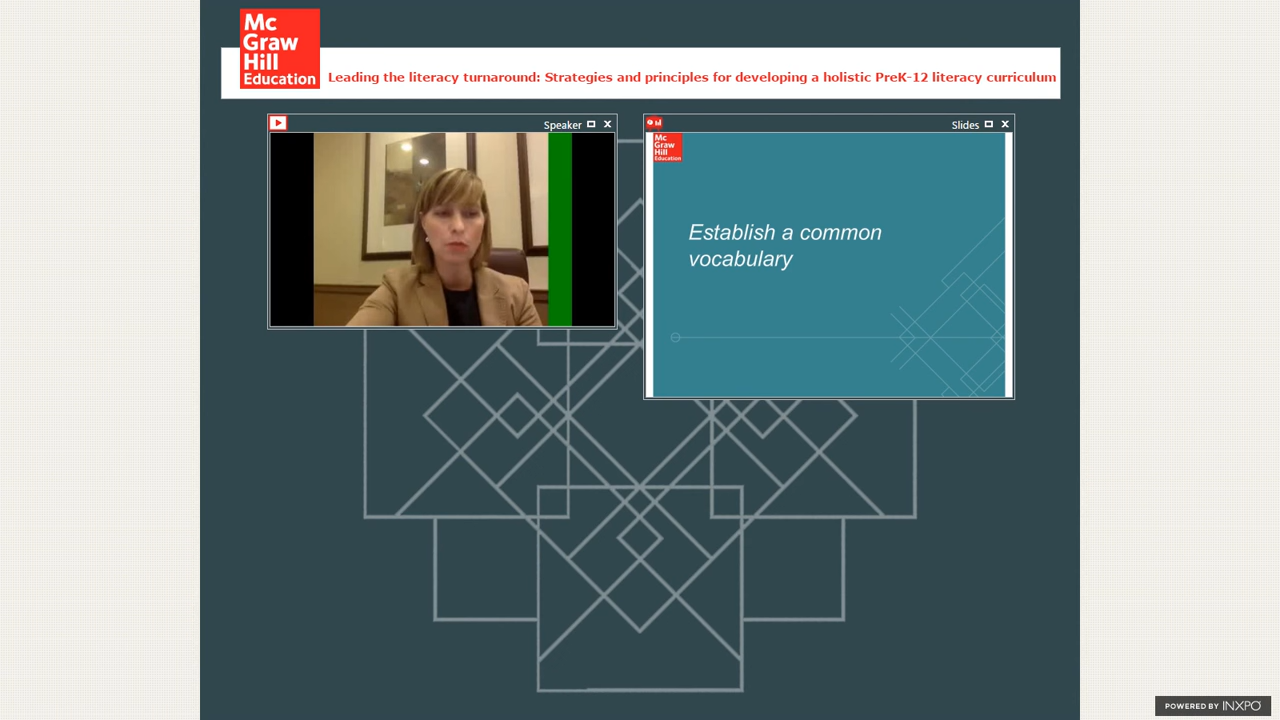 Mc
Graw
Hill
Education
Leading the literacy turnaround: Strategies and principles for developing a holistic PreK-12 literacy curriculum
Speaker
Slides
Mc
Graw
Hill
Education
Establish a common
vocabulary
POWERED BY INXPO